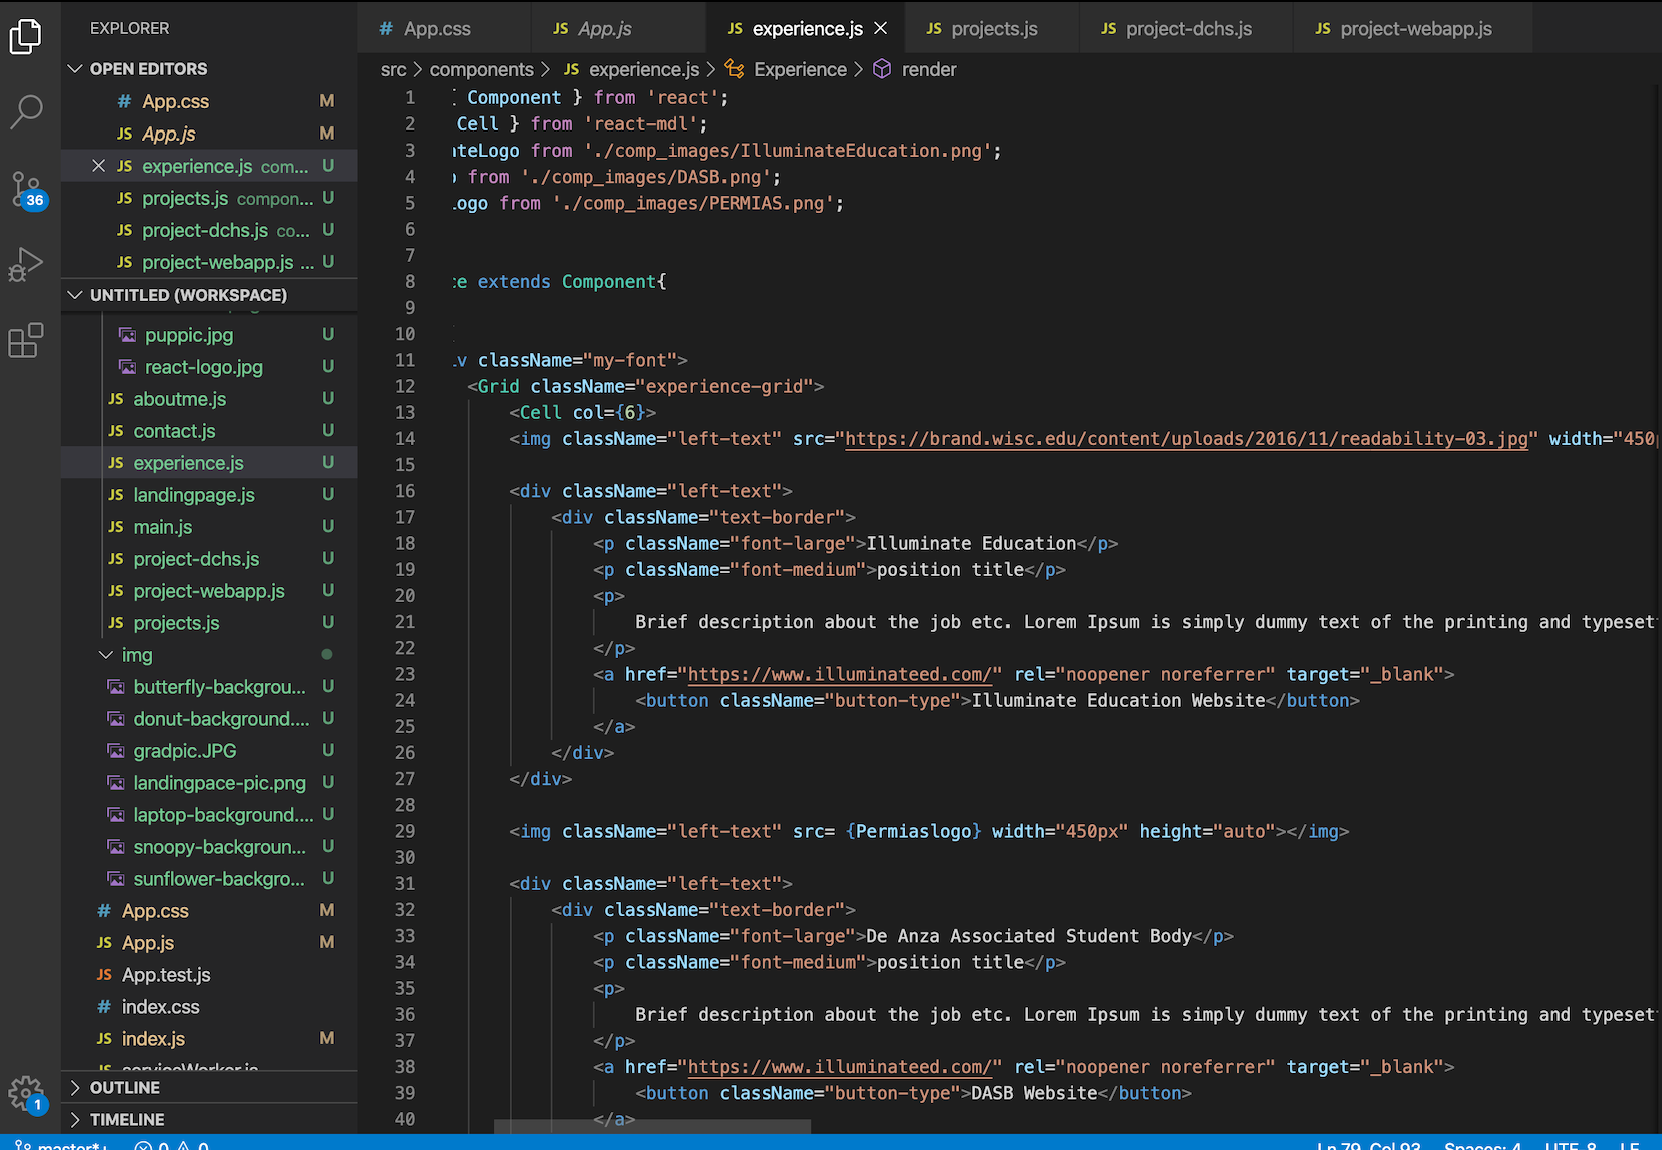 EXPLORER
OPEN EDITORS
# App.css M
JS App.js M
JS experience.js com... U
JS projects.js compon... U
JS project-dchs.js co... U
JS project-webapp.js ... U
UNTITLED (WORKSPACE)
puppic.jpg U
react-logo.jpg U
JS aboutme.js U
JS contact.js U
JS experience.js U
JS landingpage.js U
JS main.js U
JS project-dchs.js U
JS project-webapp.js U
JS projects.js U
img
butterfly-backgrou... U
donut-background.... U
gradpic.JPG U
landingpace-pic.png U
laptop-background.... U
snoopy-backgroun... U
sunflower-backgro... U
# App.css M
JS App.js M
JS App.test.js
# index.css
JS index.js M
JS serviceWorker.js
OUTLINE
TIMELINE
36
1
# App.css
JS App.js
JS experience.js
JS projects.js
JS project-dchs.js
JS project-webapp.js
src > components > JS experience.js > Experience > render
1 Component } from 'react';
2 Cell } from 'react-mdl';
3 ateLogo from './comp_images/IlluminateEducation.png';
4 from './comp_images/DASB.png';
5 ogo from './comp_images/PERMIAS.png';
6
7
8 ce extends Component{
9
10
11 v className="my-font">
12 <Grid className="experience-grid">
13 <Cell col={6}>
14 <img className="left-text" src="https://brand.wisc.edu/content/uploads/2016/11/readability-03.jpg" width="450
15
16 <div className="left-text">
17 <div className="text-border">
18 <p className="font-large">Illuminate Education</p>
19 <p className="font-medium">position title</p>
20 <p>
21 Brief description about the job etc. Lorem Ipsum is simply dummy text of the printing and typeset
22 </p>
23 <a href="https://www.illuminateed.com/" rel="noopener noreferrer" target="_blank">
24 <button className="button-type">Illuminate Education Website</button>
25 </a>
26 </div>
27 </div>
28
29 <img className="left-text" src= {Permiaslogo} width="450px" height="auto"></img>
30
31 <div className="left-text">
32 <div className="text-border">
33 <p className="font-large">De Anza Associated Student Body</p>
34 <p className="font-medium">position title</p>
35 <p>
36 Brief description about the job etc. Lorem Ipsum is simply dummy text of the printing and typeset
37 </p>
38 <a href="https://www.illuminateed.com/" rel="noopener noreferrer" target="_blank">
39 <button className="button-type">DASB Website</button>
40 </a>
master*+ 0 0
Ln 79, Col 93 Spaces: 4 UTF-8 LF